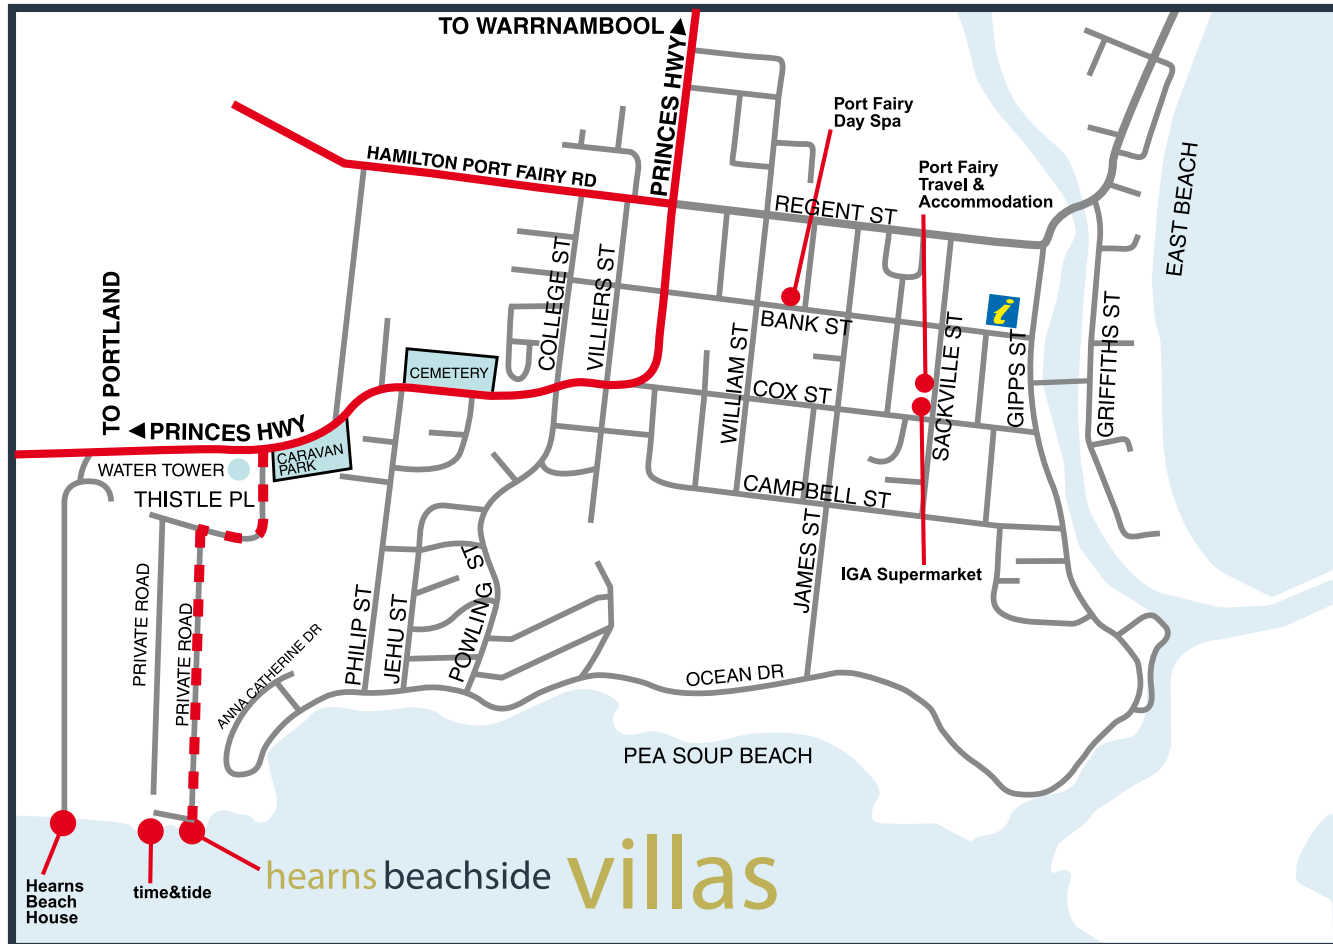 TO WARRNAMBOOL
PRINCES HWY
Port Fairy
Day Spa
HAMILTON PORT FAIRY RD
Port Fairy
Travel &
Accommodation
REGENT ST
EAST BEACH
COLLEGE ST
VILLIERS ST
TO PORTLAND
BANK ST
WILLIAM ST
SACKVILLE ST
GIPPS ST
GRIFFITHS ST
i
CEMETERY
COX ST
PRINCES HWY
CARAVAN
PARK
WATER TOWER
THISTLE PL
CAMPBELL ST
JAMES ST
IGA Supermarket
PRIVATE ROAD
PRIVATE ROAD
PHILIP ST
JEHU ST
POWLING ST
ANNA CATHERINE DR
OCEAN DR
PEA SOUP BEACH
hearns beachside villas
Hearns
Beach
House
time&tide